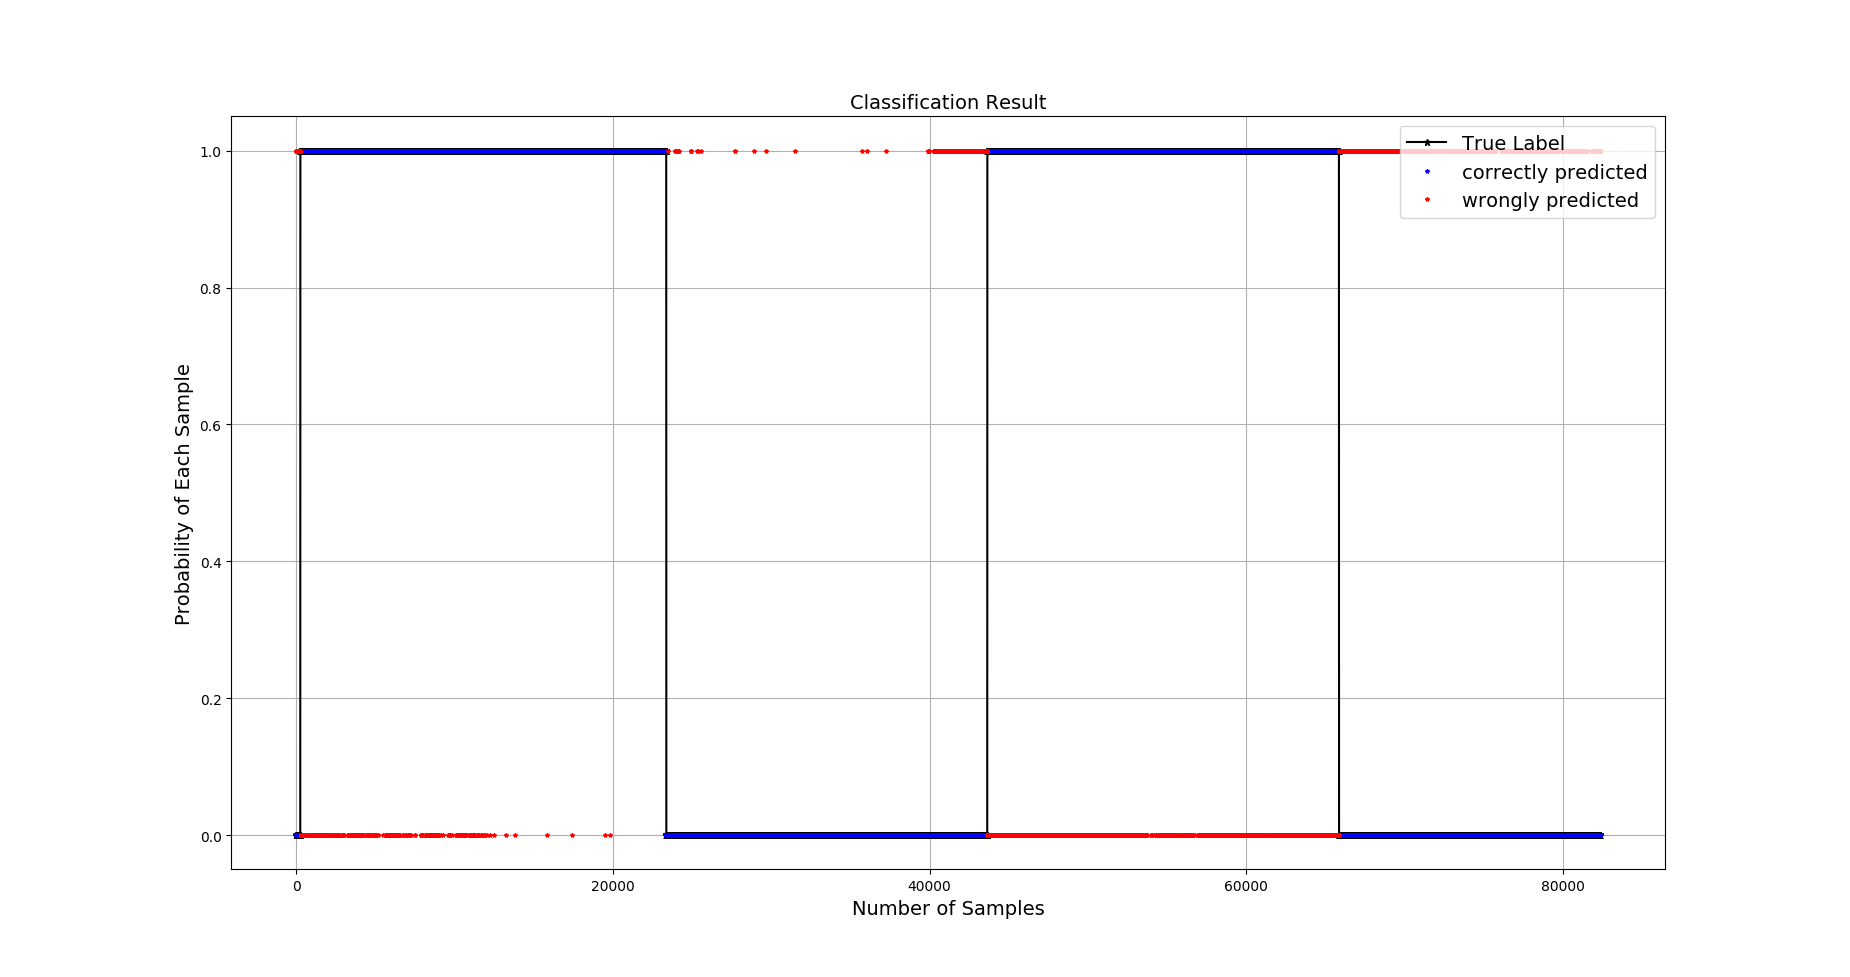 Classification Result
True Label
correctly predicted
wrongly predicted
Probability of Each Sample
1.0
0.8
0.6
0.4
0.2
0.0
0 20000 40000 60000 80000
Number of Samples